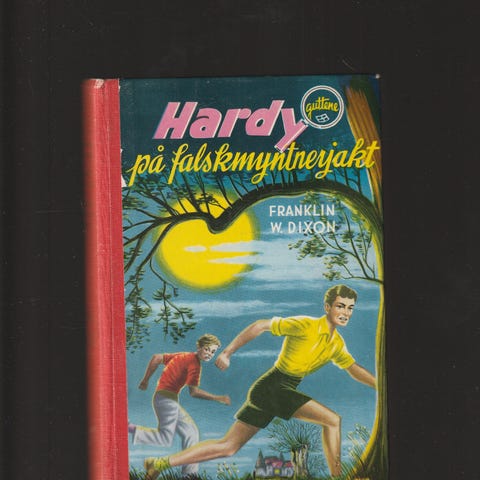 Hardy
guttene
på falskmyntnerjakt
FRANKLIN
W. DIXON